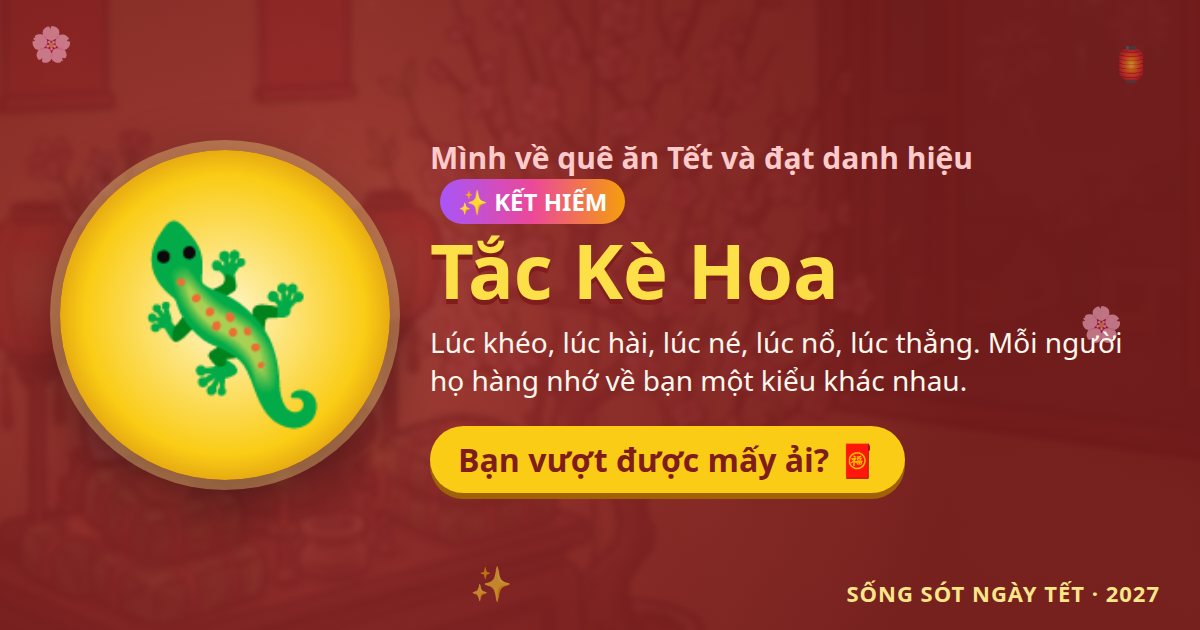 Mình về quê ăn Tết và đạt danh hiệu
✨ KẾT HIẾM
Tắc Kè Hoa
Lúc khéo, lúc hài, lúc né, lúc nổ, lúc thẳng. Mỗi người
họ hàng nhớ về bạn một kiểu khác nhau.
Bạn vượt được mấy ải? 🧧
SỐNG SÓT NGÀY TẾT · 2027